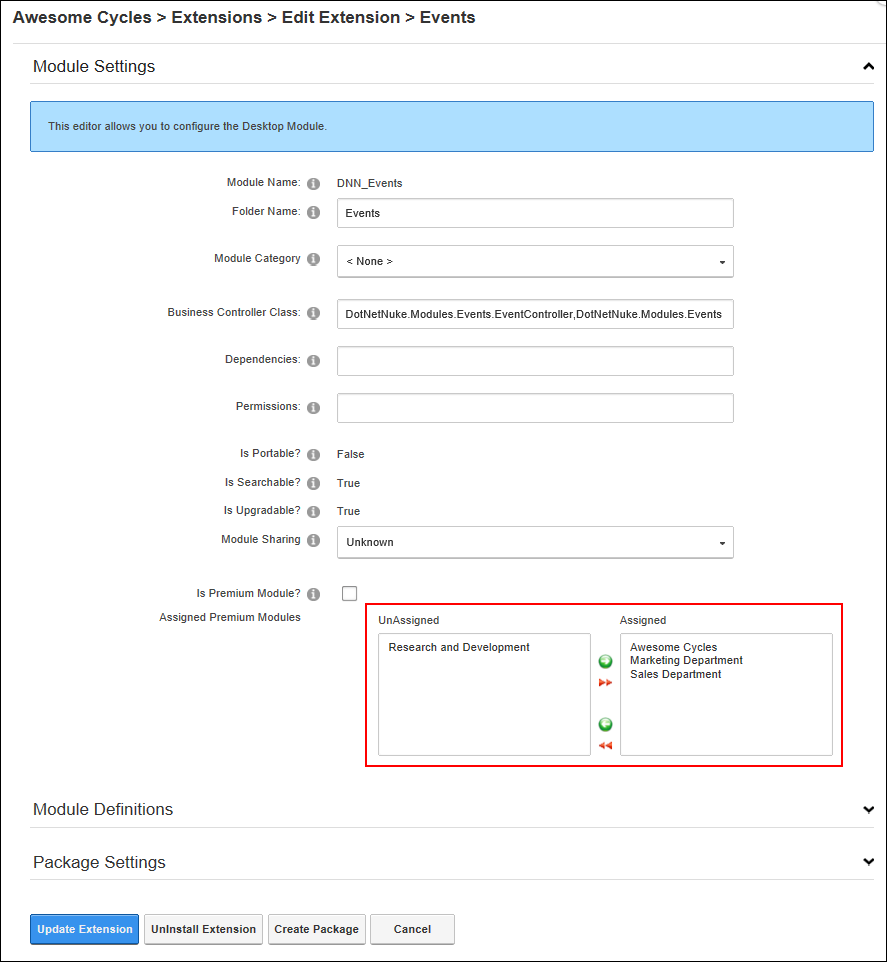 Awesome Cycles > Extensions > Edit Extension > Events
Module Settings
This editor allows you to configure the Desktop Module.
Module Name: DNN_Events
Folder Name: Events
Module Category < None >
Business Controller Class: DotNetNuke.Modules.Events.EventController,DotNetNuke.Modules.Events
Dependencies:
Permissions:
Is Portable? False
Is Searchable? True
Is Upgradable? True
Module Sharing Unknown
Is Premium Module?
Assigned Premium Modules
UnAssigned Assigned
Research and Development Awesome Cycles
Marketing Department
Sales Department
Module Definitions
Package Settings
Update Extension UnInstall Extension Create Package Cancel